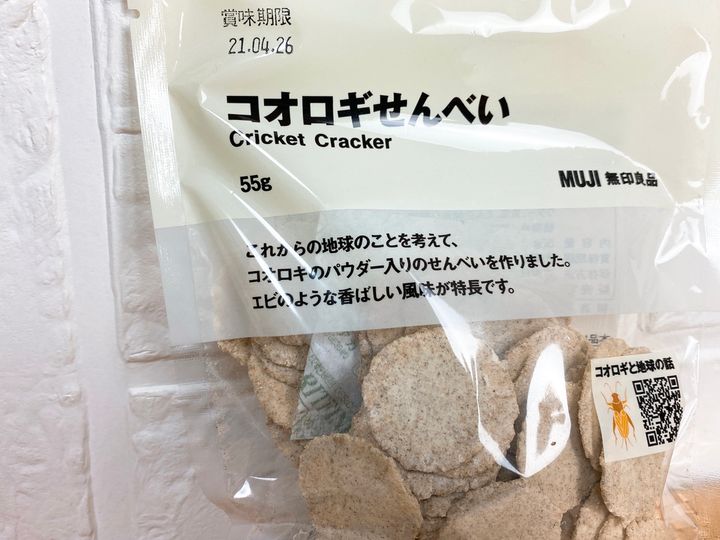 賞味期限
21.04.26
コオロギせんべい
Cricket Cracker
55g
MUJI 無印良品
これからの地球のことを考えて、
コオロギのパウダー入りのせんべいを作りました。
エビのような香ばしい風味が特長です。
コオロギと地球の話